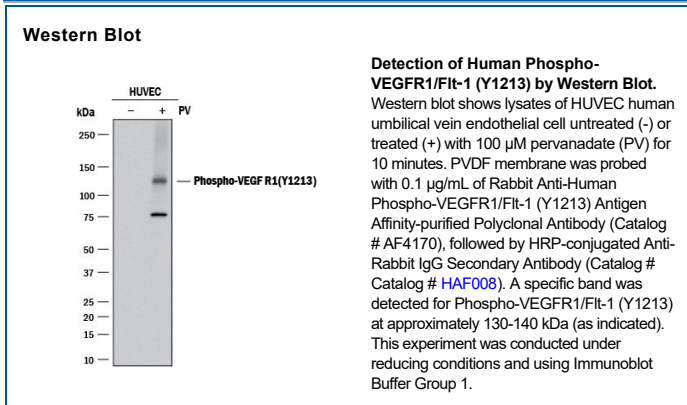 Western Blot
HUVEC
kDa – + PV
250
150
Phospho-VEGF R1(Y1213)
100
75
50
37
25
20
15
10
Detection of Human Phospho-
VEGFR1/Flt-1 (Y1213) by Western Blot.
Western blot shows lysates of HUVEC human
umbilical vein endothelial cell untreated (-) or
treated (+) with 100 µM pervanadate (PV) for
10 minutes. PVDF membrane was probed
with 0.1 µg/mL of Rabbit Anti-Human
Phospho-VEGFR1/Flt-1 (Y1213) Antigen
Affinity-purified Polyclonal Antibody (Catalog
# AF4170), followed by HRP-conjugated Anti-
Rabbit IgG Secondary Antibody (Catalog #
Catalog # HAF008). A specific band was
detected for Phospho-VEGFR1/Flt-1 (Y1213)
at approximately 130-140 kDa (as indicated).
This experiment was conducted under
reducing conditions and using Immunoblot
Buffer Group 1.